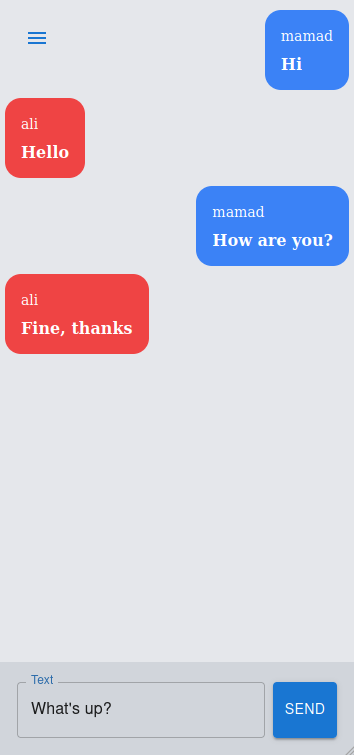 mamad
Hi
ali
Hello
mamad
How are you?
ali
Fine, thanks
Text
What's up?
SEND